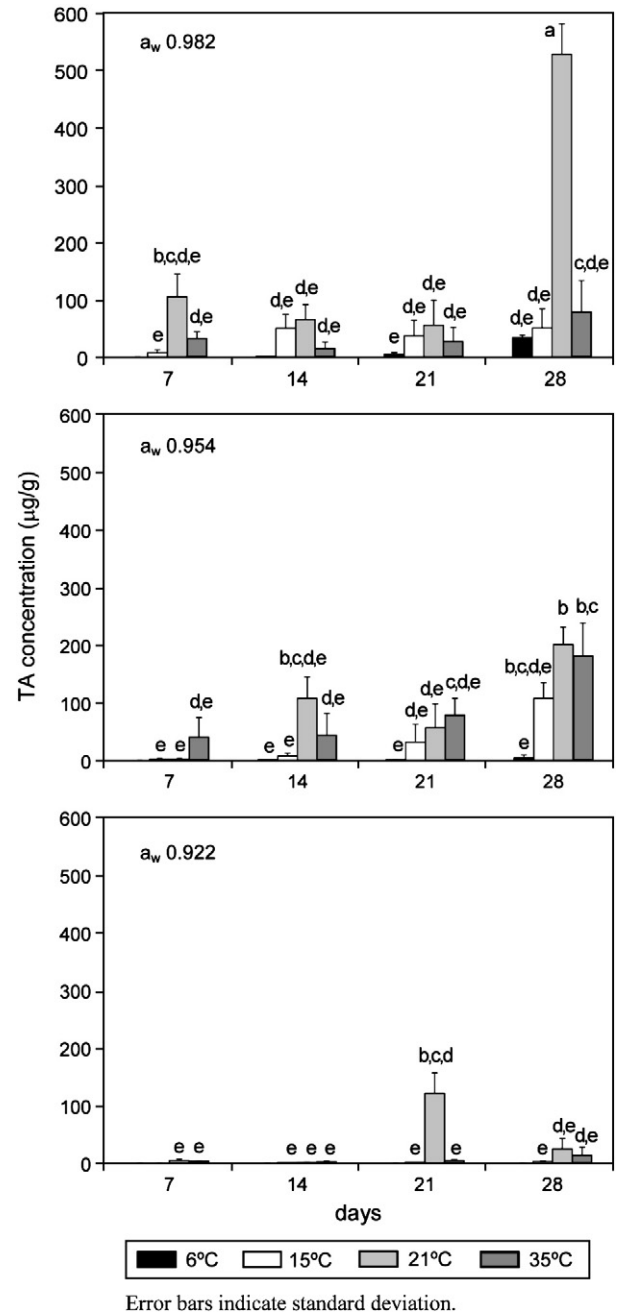 600
a_w 0.982
a
500
400
300
200
b,c,d,e
c,d,e
100
e
d,e
d,e
d,e
d,e
e
d,e
d,e
d,e
d,e
d,e
0
7
14
21
28
TA concentration (µg/g)
600
a_w 0.954
500
400
300
b
b,c
200
b,c,d,e
b,c,d,e
100
e
e
d,e
e
e
d,e
e
d,e
d,e
c,d,e
e
0
7
14
21
28
600
a_w 0.922
500
400
300
200
b,c,d
100
e
e
e
e
e
e
e
e
d,e
d,e
0
7
14
21
28
days
6ºC
15ºC
21ºC
35ºC
Error bars indicate standard deviation.